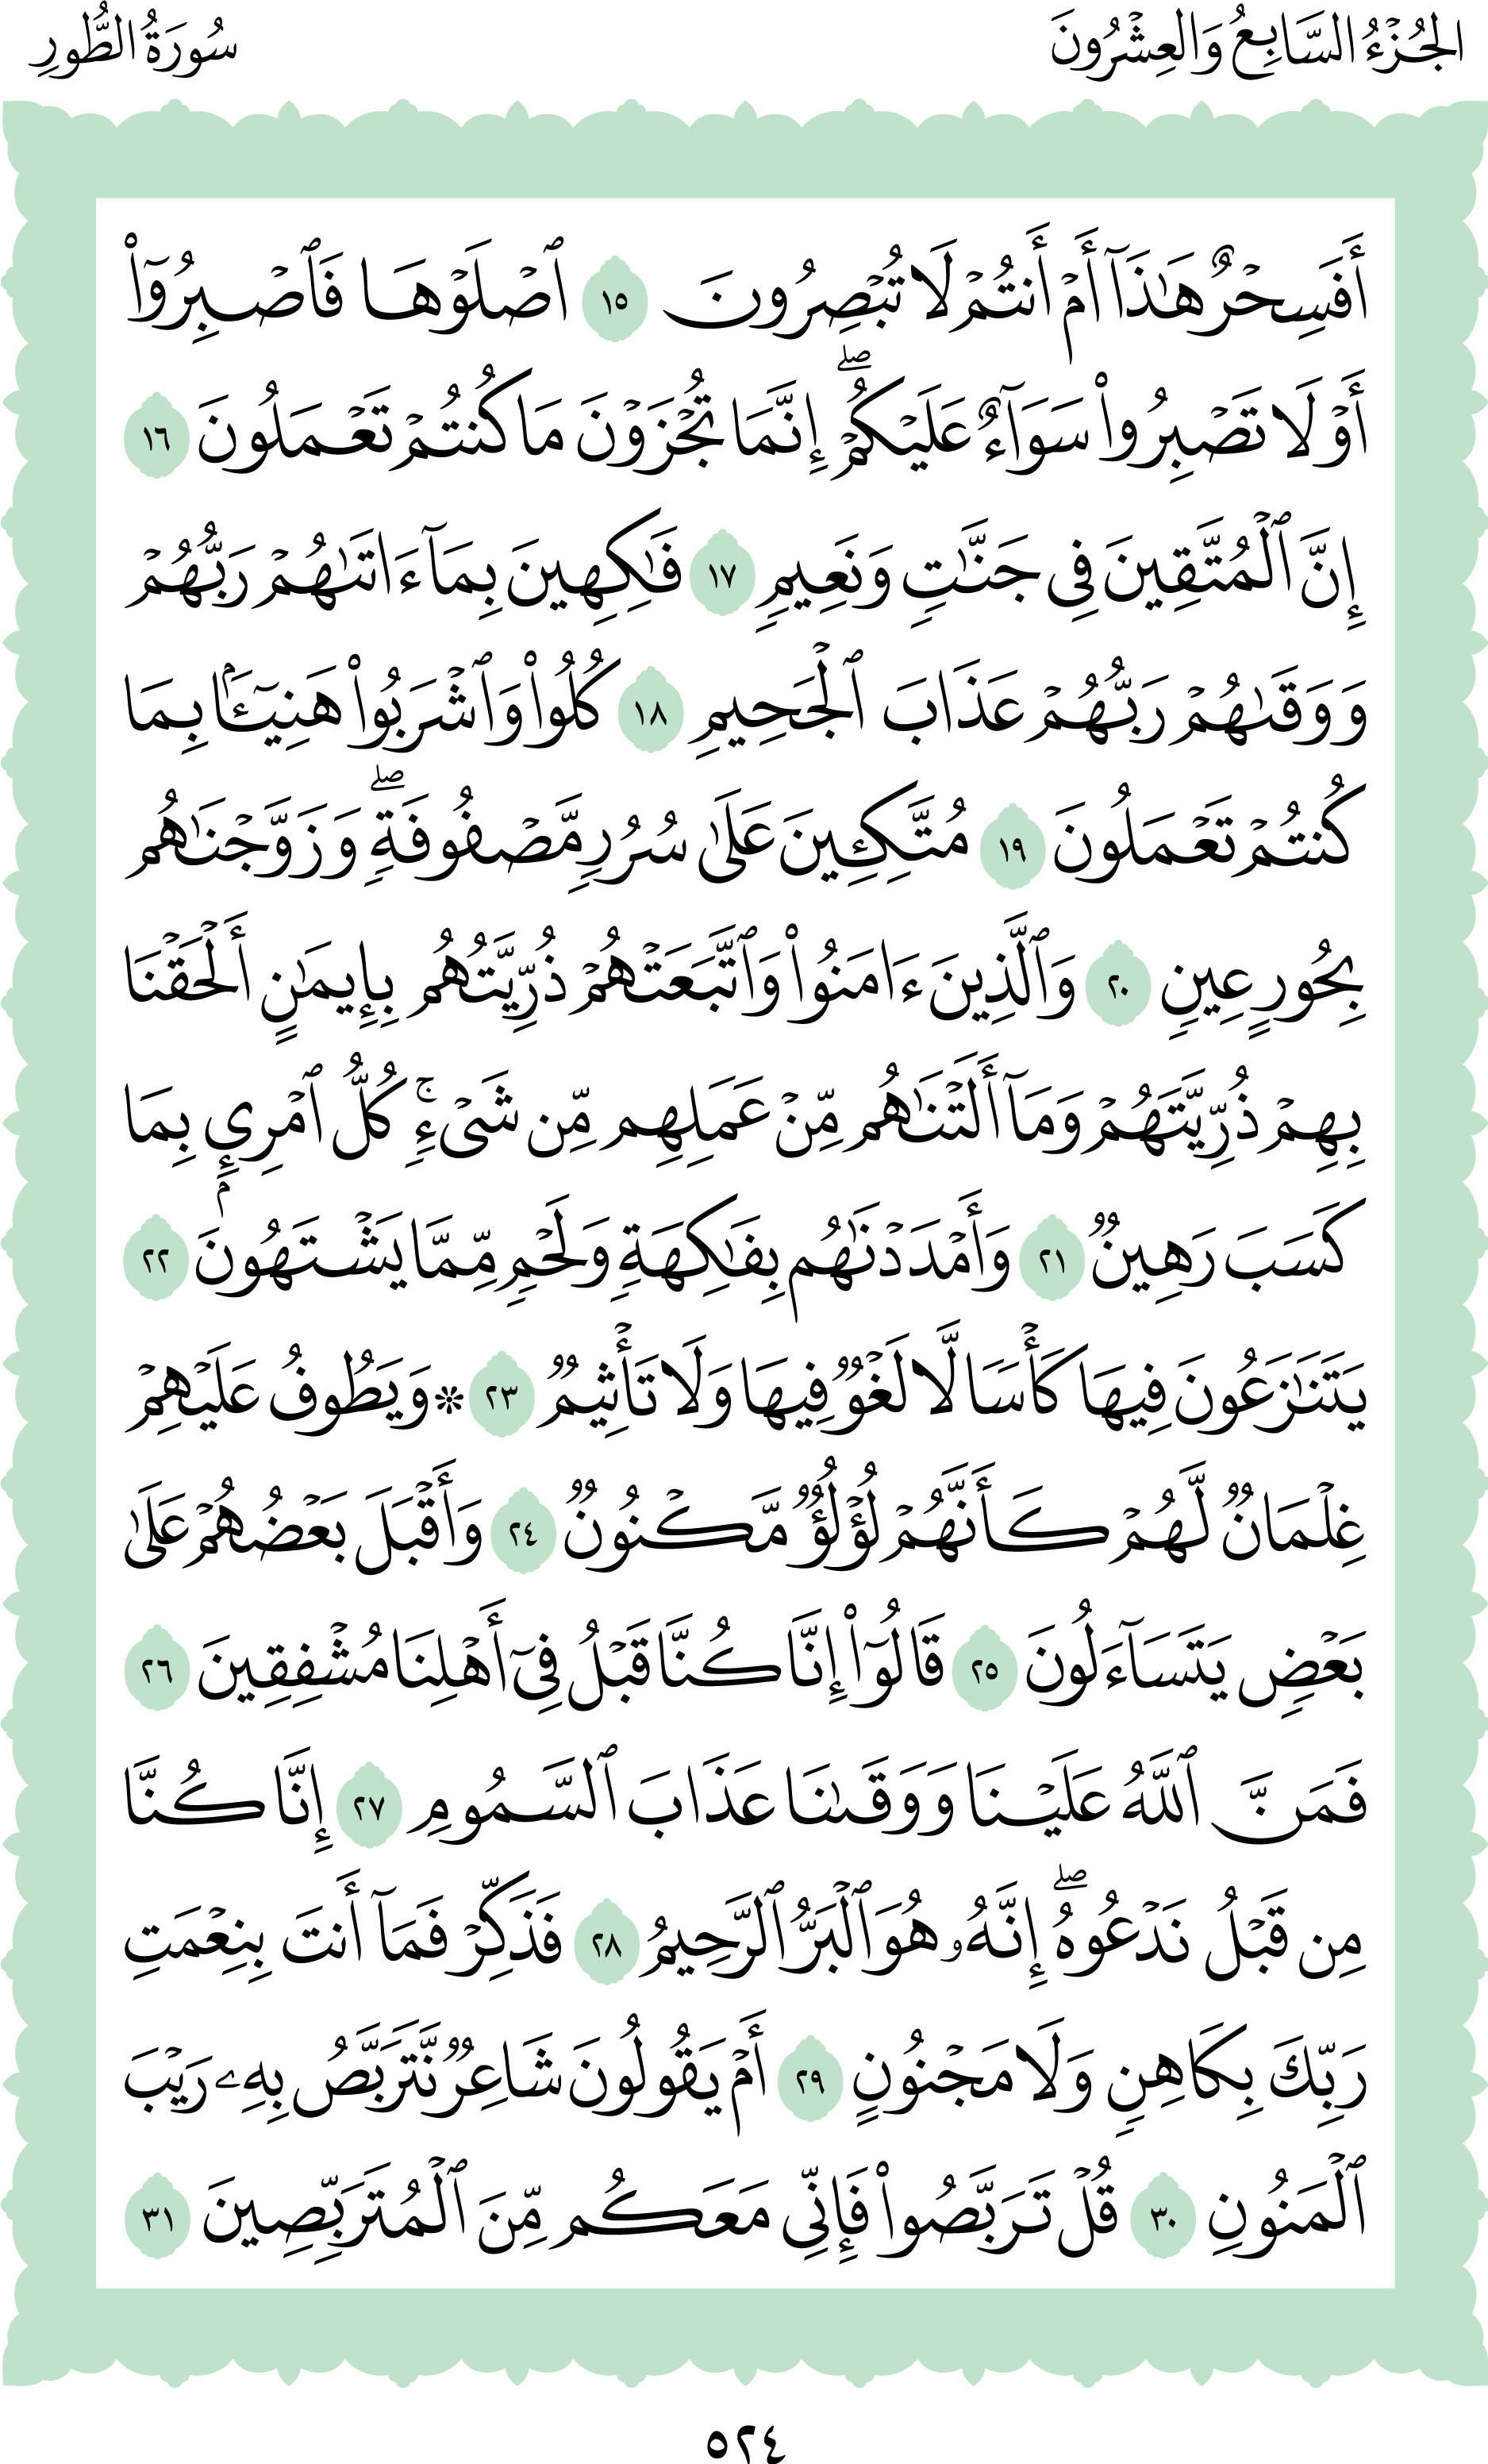 الجُزْءُ السَّابِعُ وَالعِشْرُونَ
سُورَةُ الطُّورِ
أَفَسِحۡرٌ هَٰذَآ أَمۡ أَنتُمۡ لَا تُبۡصِرُونَ ١٥ ٱصۡلَوۡهَا فَٱصۡبِرُوٓاْ
أَوۡ لَا تَصۡبِرُواْ سَوَآءٌ عَلَيۡكُمۡۖ إِنَّمَا تُجۡزَوۡنَ مَا كُنتُمۡ تَعۡمَلُونَ ١٦
إِنَّ ٱلۡمُتَّقِينَ فِي جَنَّٰتٖ وَنَعِيمٖ ١٧ فَٰكِهِينَ بِمَآ ءَاتَىٰهُمۡ رَبُّهُمۡ
وَوَقَىٰهُمۡ رَبُّهُمۡ عَذَابَ ٱلۡجَحِيمِ ١٨ كُلُواْ وَٱشۡرَبُواْ هَنِيٓـَٔۢا بِمَا
كُنتُمۡ تَعۡمَلُونَ ١٩ مُتَّكِـِٔينَ عَلَىٰ سُرُرٖ مَّصۡفُوفَةٖۖ وَزَوَّجۡنَٰهُم
بِحُورٍ عِينٖ ٢٠ وَٱلَّذِينَ ءَامَنُواْ وَٱتَّبَعَتۡهُمۡ ذُرِّيَّتُهُم بِإِيمَٰنٍ أَلۡحَقۡنَا
بِهِمۡ ذُرِّيَّتَهُمۡ وَمَآ أَلَتۡنَٰهُم مِّنۡ عَمَلِهِم مِّن شَيۡءٖۚ كُلُّ ٱمۡرِيِٕۭ بِمَا
كَسَبَ رَهِينٞ ٢١ وَأَمۡدَدۡنَٰهُم بِفَٰكِهَةٖ وَلَحۡمٖ مِّمَّا يَشۡتَهُونَ ٢٢
يَتَنَٰزَعُونَ فِيهَا كَأۡسٗا لَّا لَغۡوٞ فِيهَا وَلَا تَأۡثِيمٞ ٢٣ ۞وَيَطُوفُ عَلَيۡهِمۡ
غِلۡمَانٞ لَّهُمۡ كَأَنَّهُمۡ لُؤۡلُؤٞ مَّكۡنُونٞ ٢٤ وَأَقۡبَلَ بَعۡضُهُمۡ عَلَىٰ
بَعۡضٖ يَتَسَآءَلُونَ ٢٥ قَالُوٓاْ إِنَّا كُنَّا قَبۡلُ فِيٓ أَهۡلِنَا مُشۡفِقِينَ ٢٦
فَمَنَّ ٱللَّهُ عَلَيۡنَا وَوَقَىٰنَا عَذَابَ ٱلسَّمُومِ ٢٧ إِنَّا كُنَّا
مِن قَبۡلُ نَدۡعُوهُۖ إِنَّهُۥ هُوَ ٱلۡبَرُّ ٱلرَّحِيمُ ٢٨ فَذَكِّرۡ فَمَآ أَنتَ بِنِعۡمَتِ
رَبِّكَ بِكَاهِنٖ وَلَا مَجۡنُونٍ ٢٩ أَمۡ يَقُولُونَ شَاعِرٞ نَّتَرَبَّصُ بِهِۦ رَيۡبَ
ٱلۡمَنُونِ ٣٠ قُلۡ تَرَبَّصُواْ فَإِنِّي مَعَكُم مِّنَ ٱلۡمُتَرَبِّصِينَ ٣١
٥٢٤